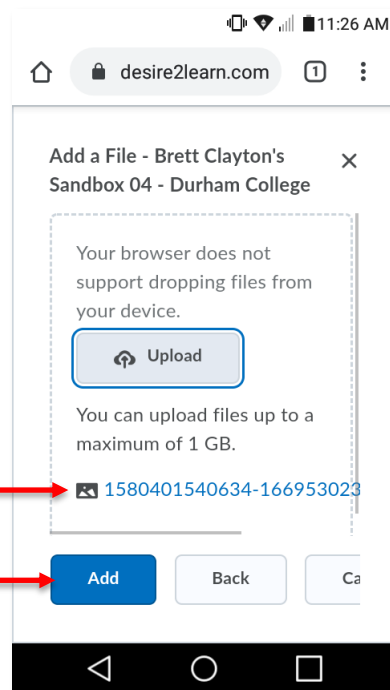 11:26 AM
desire2learn.com 1
Add a File - Brett Clayton's
Sandbox 04 - Durham College
Your browser does not
support dropping files from
your device.
Upload
You can upload files up to a
maximum of 1 GB.
1580401540634-166953023
Add Back Ca